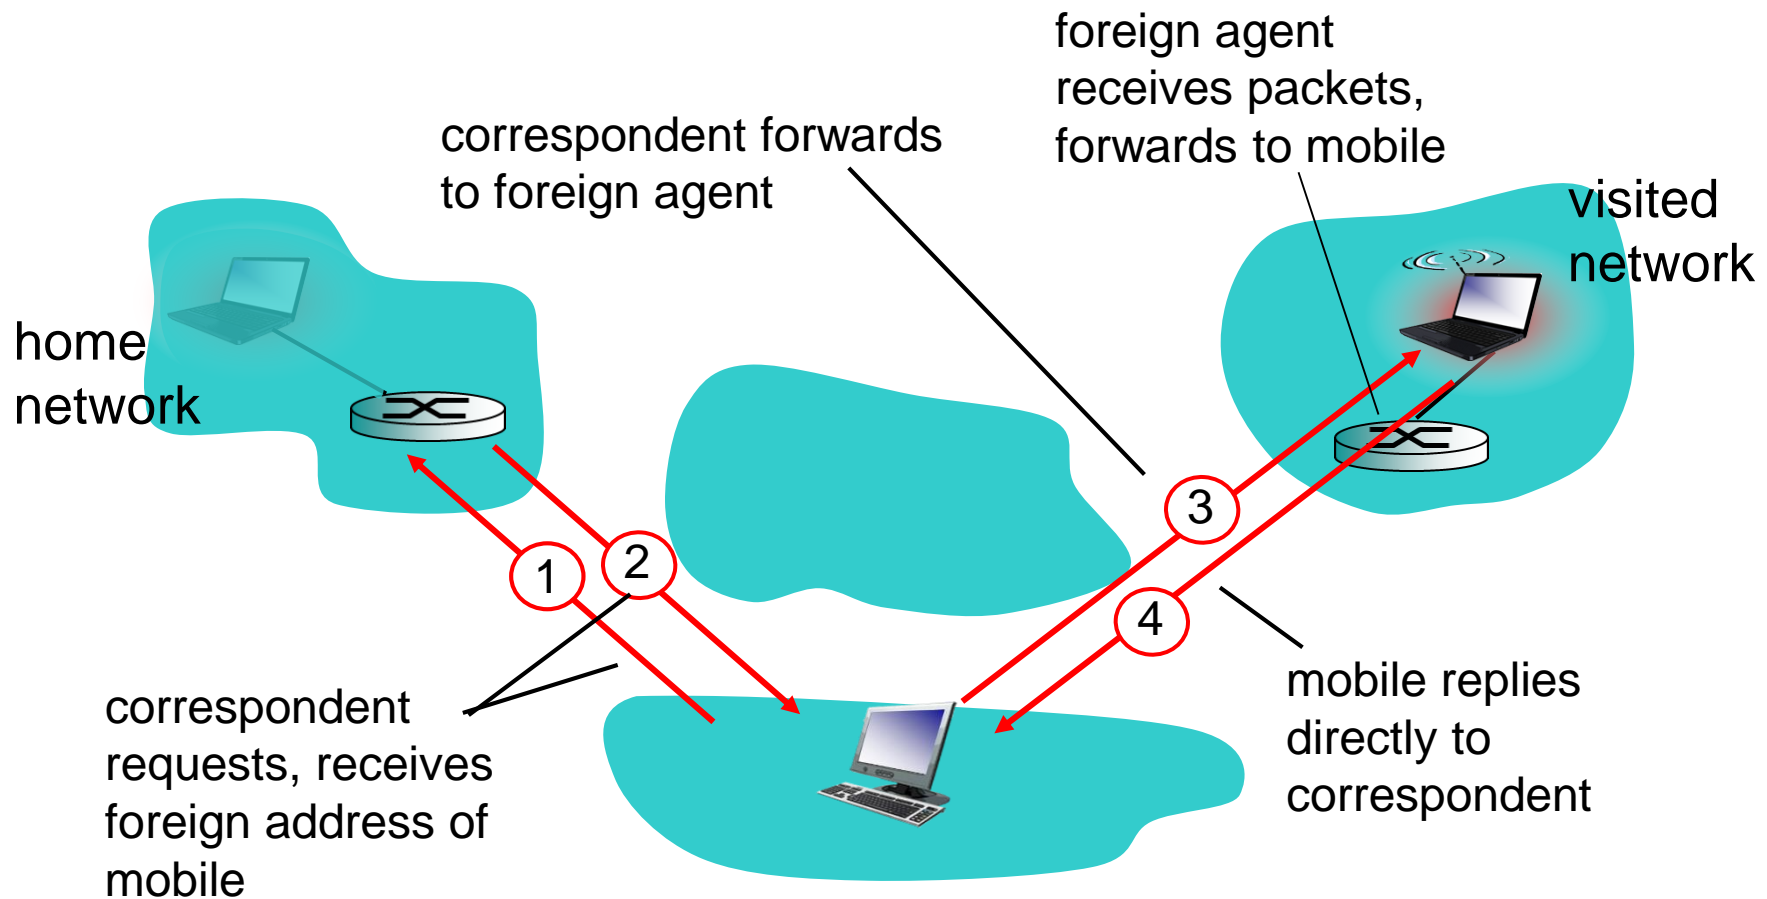 foreign agent
receives packets,
forwards to mobile
correspondent forwards
to foreign agent
visited
network
home
network
3
2
1
4
correspondent
requests, receives
foreign address of
mobile
mobile replies
directly to
correspondent